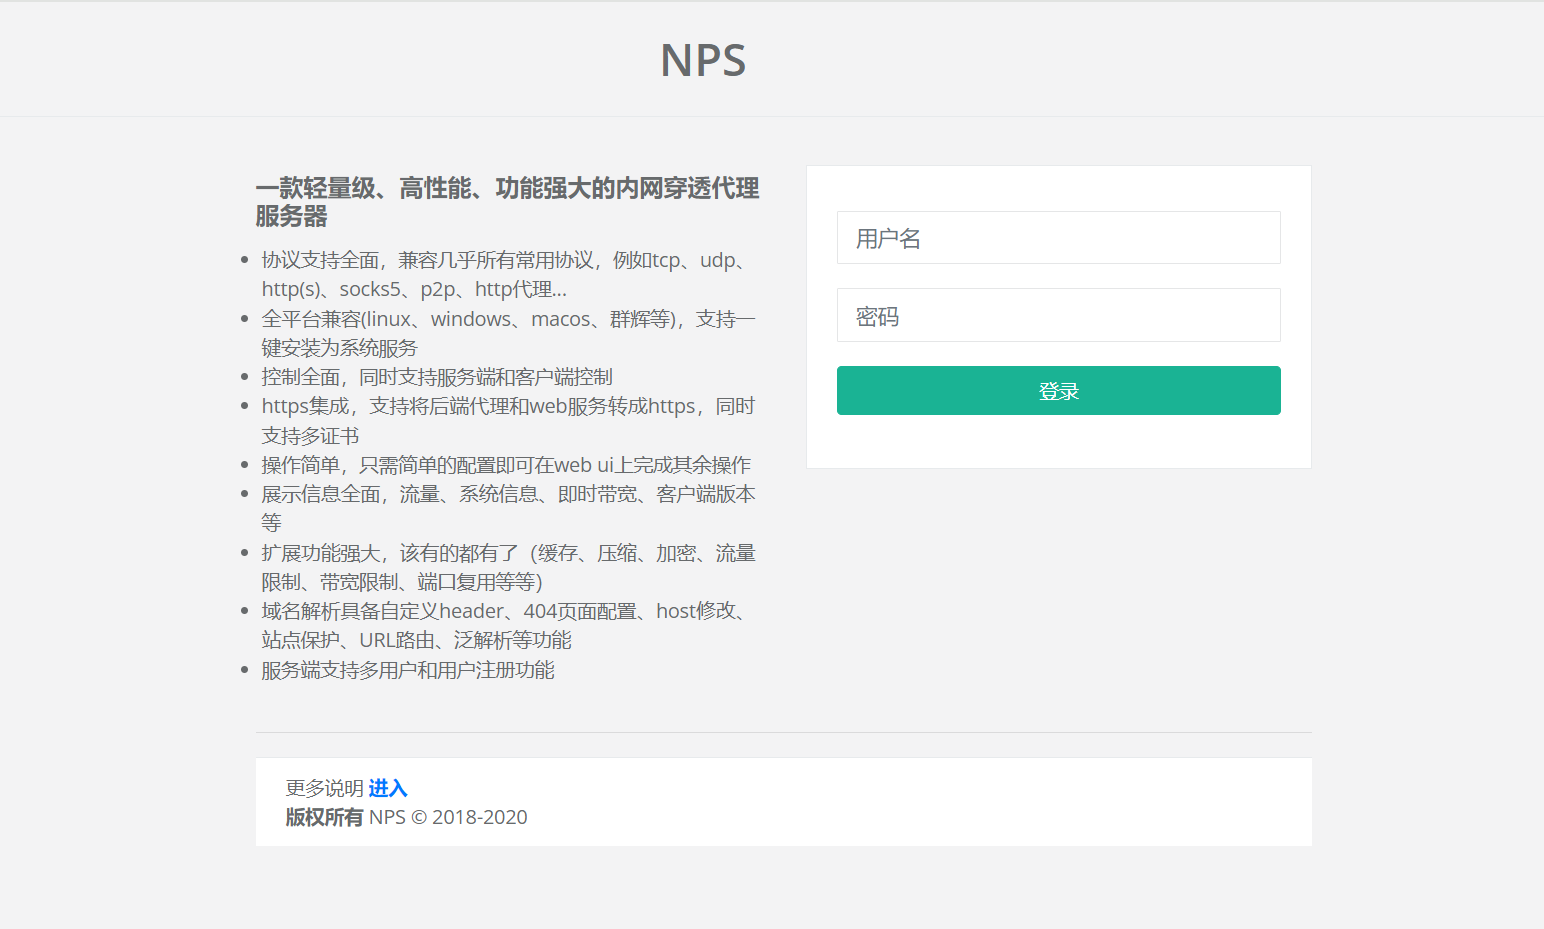 NPS
一款轻量级、高性能、功能强大的内网穿透代理
服务器
协议支持全面，兼容几乎所有常用协议，例如tcp、udp、
http(s)、socks5、p2p、http代理...
全平台兼容(linux、windows、macos、群辉等)，支持一
键安装为系统服务
控制全面，同时支持服务端和客户端控制
https集成，支持将后端代理和web服务转成https，同时
支持多证书
操作简单，只需简单的配置即可在web ui上完成其余操作
展示信息全面，流量、系统信息、即时带宽、客户端版本
等
扩展功能强大，该有的都有了（缓存、压缩、加密、流量
限制、带宽限制、端口复用等等）
域名解析具备自定义header、404页面配置、host修改、
站点保护、URL路由、泛解析等功能
服务端支持多用户和用户注册功能
用户名
密码
登录
更多说明 进入
版权所有 NPS © 2018-2020